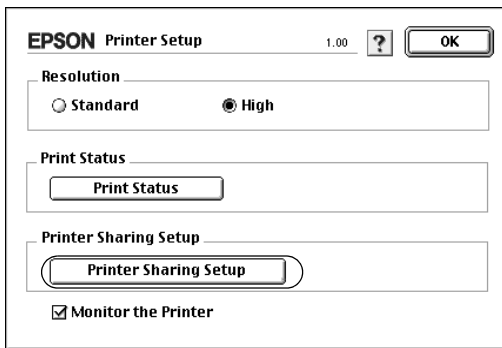 EPSON Printer Setup 1.00 ? OK
Resolution
Standard High
Print Status
Print Status
Printer Sharing Setup
Printer Sharing Setup
Monitor the Printer